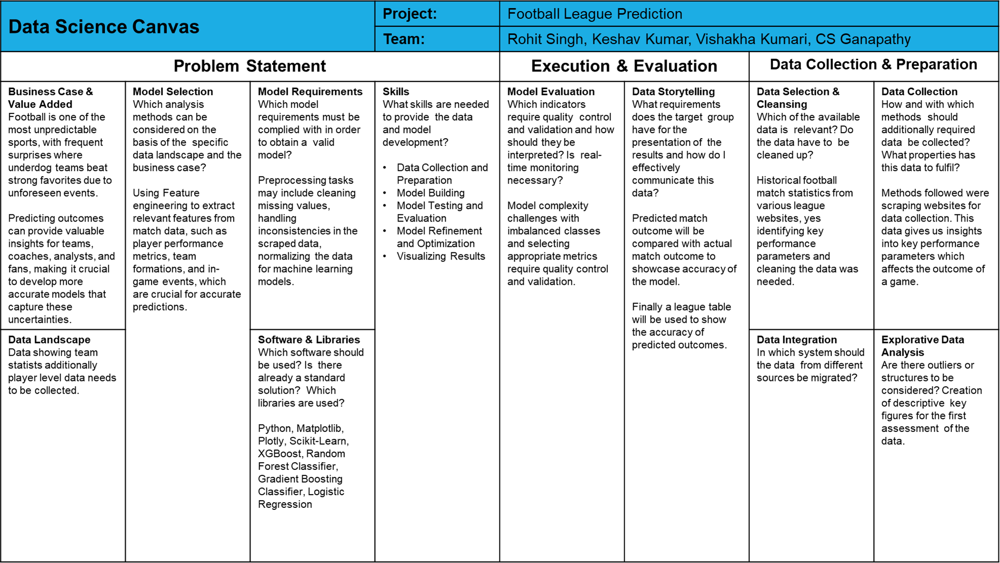 Data Science Canvas
Project:
Football League Prediction
Team:
Rohit Singh, Keshav Kumar, Vishakha Kumari, CS Ganapathy
Problem Statement
Execution & Evaluation
Data Collection & Preparation
Business Case &
Value Added
Football is one of the
most unpredictable
sports, with frequent
surprises where
underdog teams beat
strong favorites due to
unforeseen events.
Predicting outcomes
can provide valuable
insights for teams,
coaches, analysts, and
fans, making it crucial
to develop more
accurate models that
capture these
uncertainties.
Data Landscape
Data showing team
statists additionally
player level data needs
to be collected.
Model Selection
Which analysis
methods can be
considered on the
basis of the specific
data landscape and the
business case?
Using Feature
engineering to extract
relevant features from
match data, such as
player performance
metrics, team
formations, and in-
game events, which
are crucial for accurate
predictions.
Model Requirements
Which model
requirements must be
complied with in order
to obtain a valid
model?
Preprocessing tasks
may include cleaning
missing values,
handling
inconsistencies in the
scraped data,
normalizing the data
for machine learning
models.
Software & Libraries
Which software should
be used? Is there
already a standard
solution? Which
libraries are used?
Python, Matplotlib,
Plotly, Scikit-Learn,
XGBoost, Random
Forest Classifier,
Gradient Boosting
Classifier, Logistic
Regression
Skills
What skills are needed
to provide the data
and model
development?
• Data Collection and
Preparation
• Model Building
• Model Testing and
Evaluation
• Model Refinement
and Optimization
• Visualizing Results
Model Evaluation
Which indicators
require quality control
and validation and how
should they be
interpreted? Is real-
time monitoring
necessary?
Model complexity
challenges with
imbalanced classes
and selecting
appropriate metrics
require quality control
and validation.
Data Storytelling
What requirements
does the target group
have for the
presentation of the
results and how do I
effectively
communicate this
data?
Predicted match
outcome will be
compared with actual
match outcome to
showcase accuracy of
the model.
Finally a league table
will be used to show
the accuracy of
predicted outcomes.
Data Selection &
Cleansing
Which of the available
data is relevant? Do
the data have to be
cleaned up?
Historical football
match statistics from
various league
websites, yes
identifying key
performance
parameters and
cleaning the data was
needed.
Data Integration
In which system should
the data from different
sources be migrated?
Data Collection
How and with which
methods should
additionally required
data be collected?
What properties has
this data to fulfil?
Methods followed were
scraping websites for
data collection. This
data gives us insights
into key performance
parameters which
affects the outcome of
a game.
Explorative Data
Analysis
Are there outliers or
structures to be
considered? Creation
of descriptive key
figures for the first
assessment of the
data.